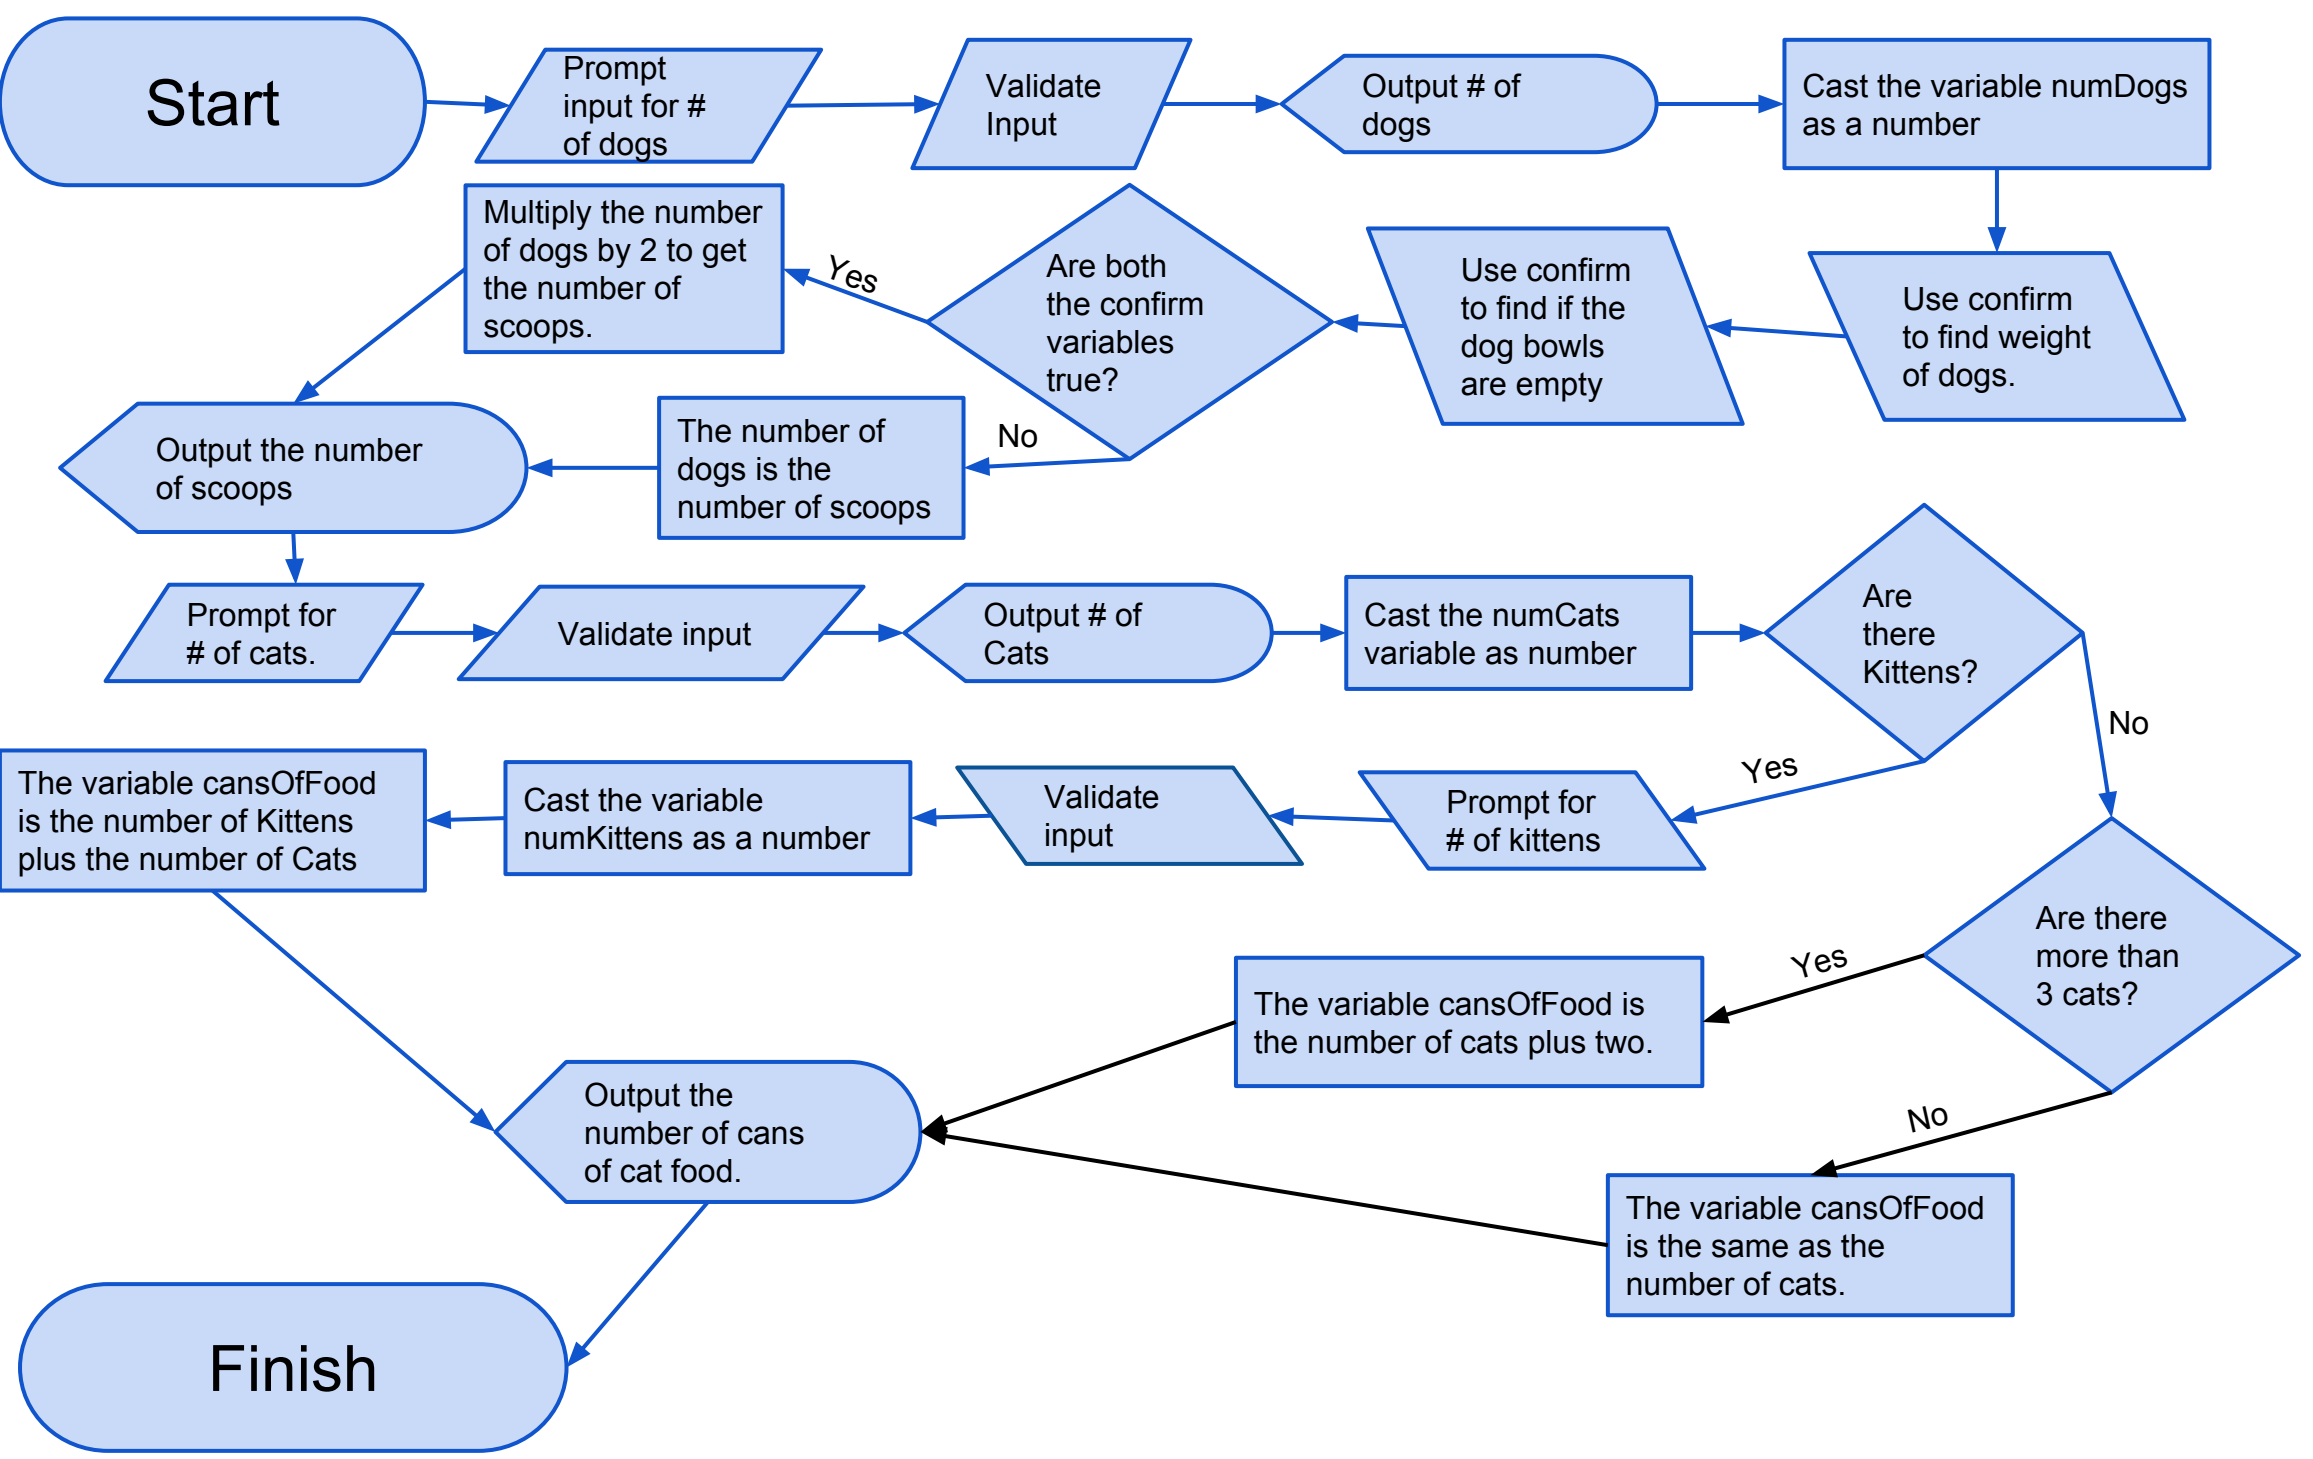 Start
Prompt
input for #
of dogs
Validate
Input
Output # of
dogs
Cast the variable numDogs
as a number
Use confirm
to find weight
of dogs.
Use confirm
to find if the
dog bowls
are empty
Are both
the confirm
variables
true?
Yes
Multiply the number
of dogs by 2 to get
the number of
scoops.
No
The number of
dogs is the
number of scoops
Output the number
of scoops
Prompt for
# of cats.
Validate input
Output # of
Cats
Cast the numCats
variable as number
Are
there
Kittens?
Yes
Prompt for
# of kittens
Validate
input
Cast the variable
numKittens as a number
The variable cansOfFood
is the number of Kittens
plus the number of Cats
No
Are there
more than
3 cats?
Yes
The variable cansOfFood is
the number of cats plus two.
No
The variable cansOfFood
is the same as the
number of cats.
Output the
number of cans
of cat food.
Finish